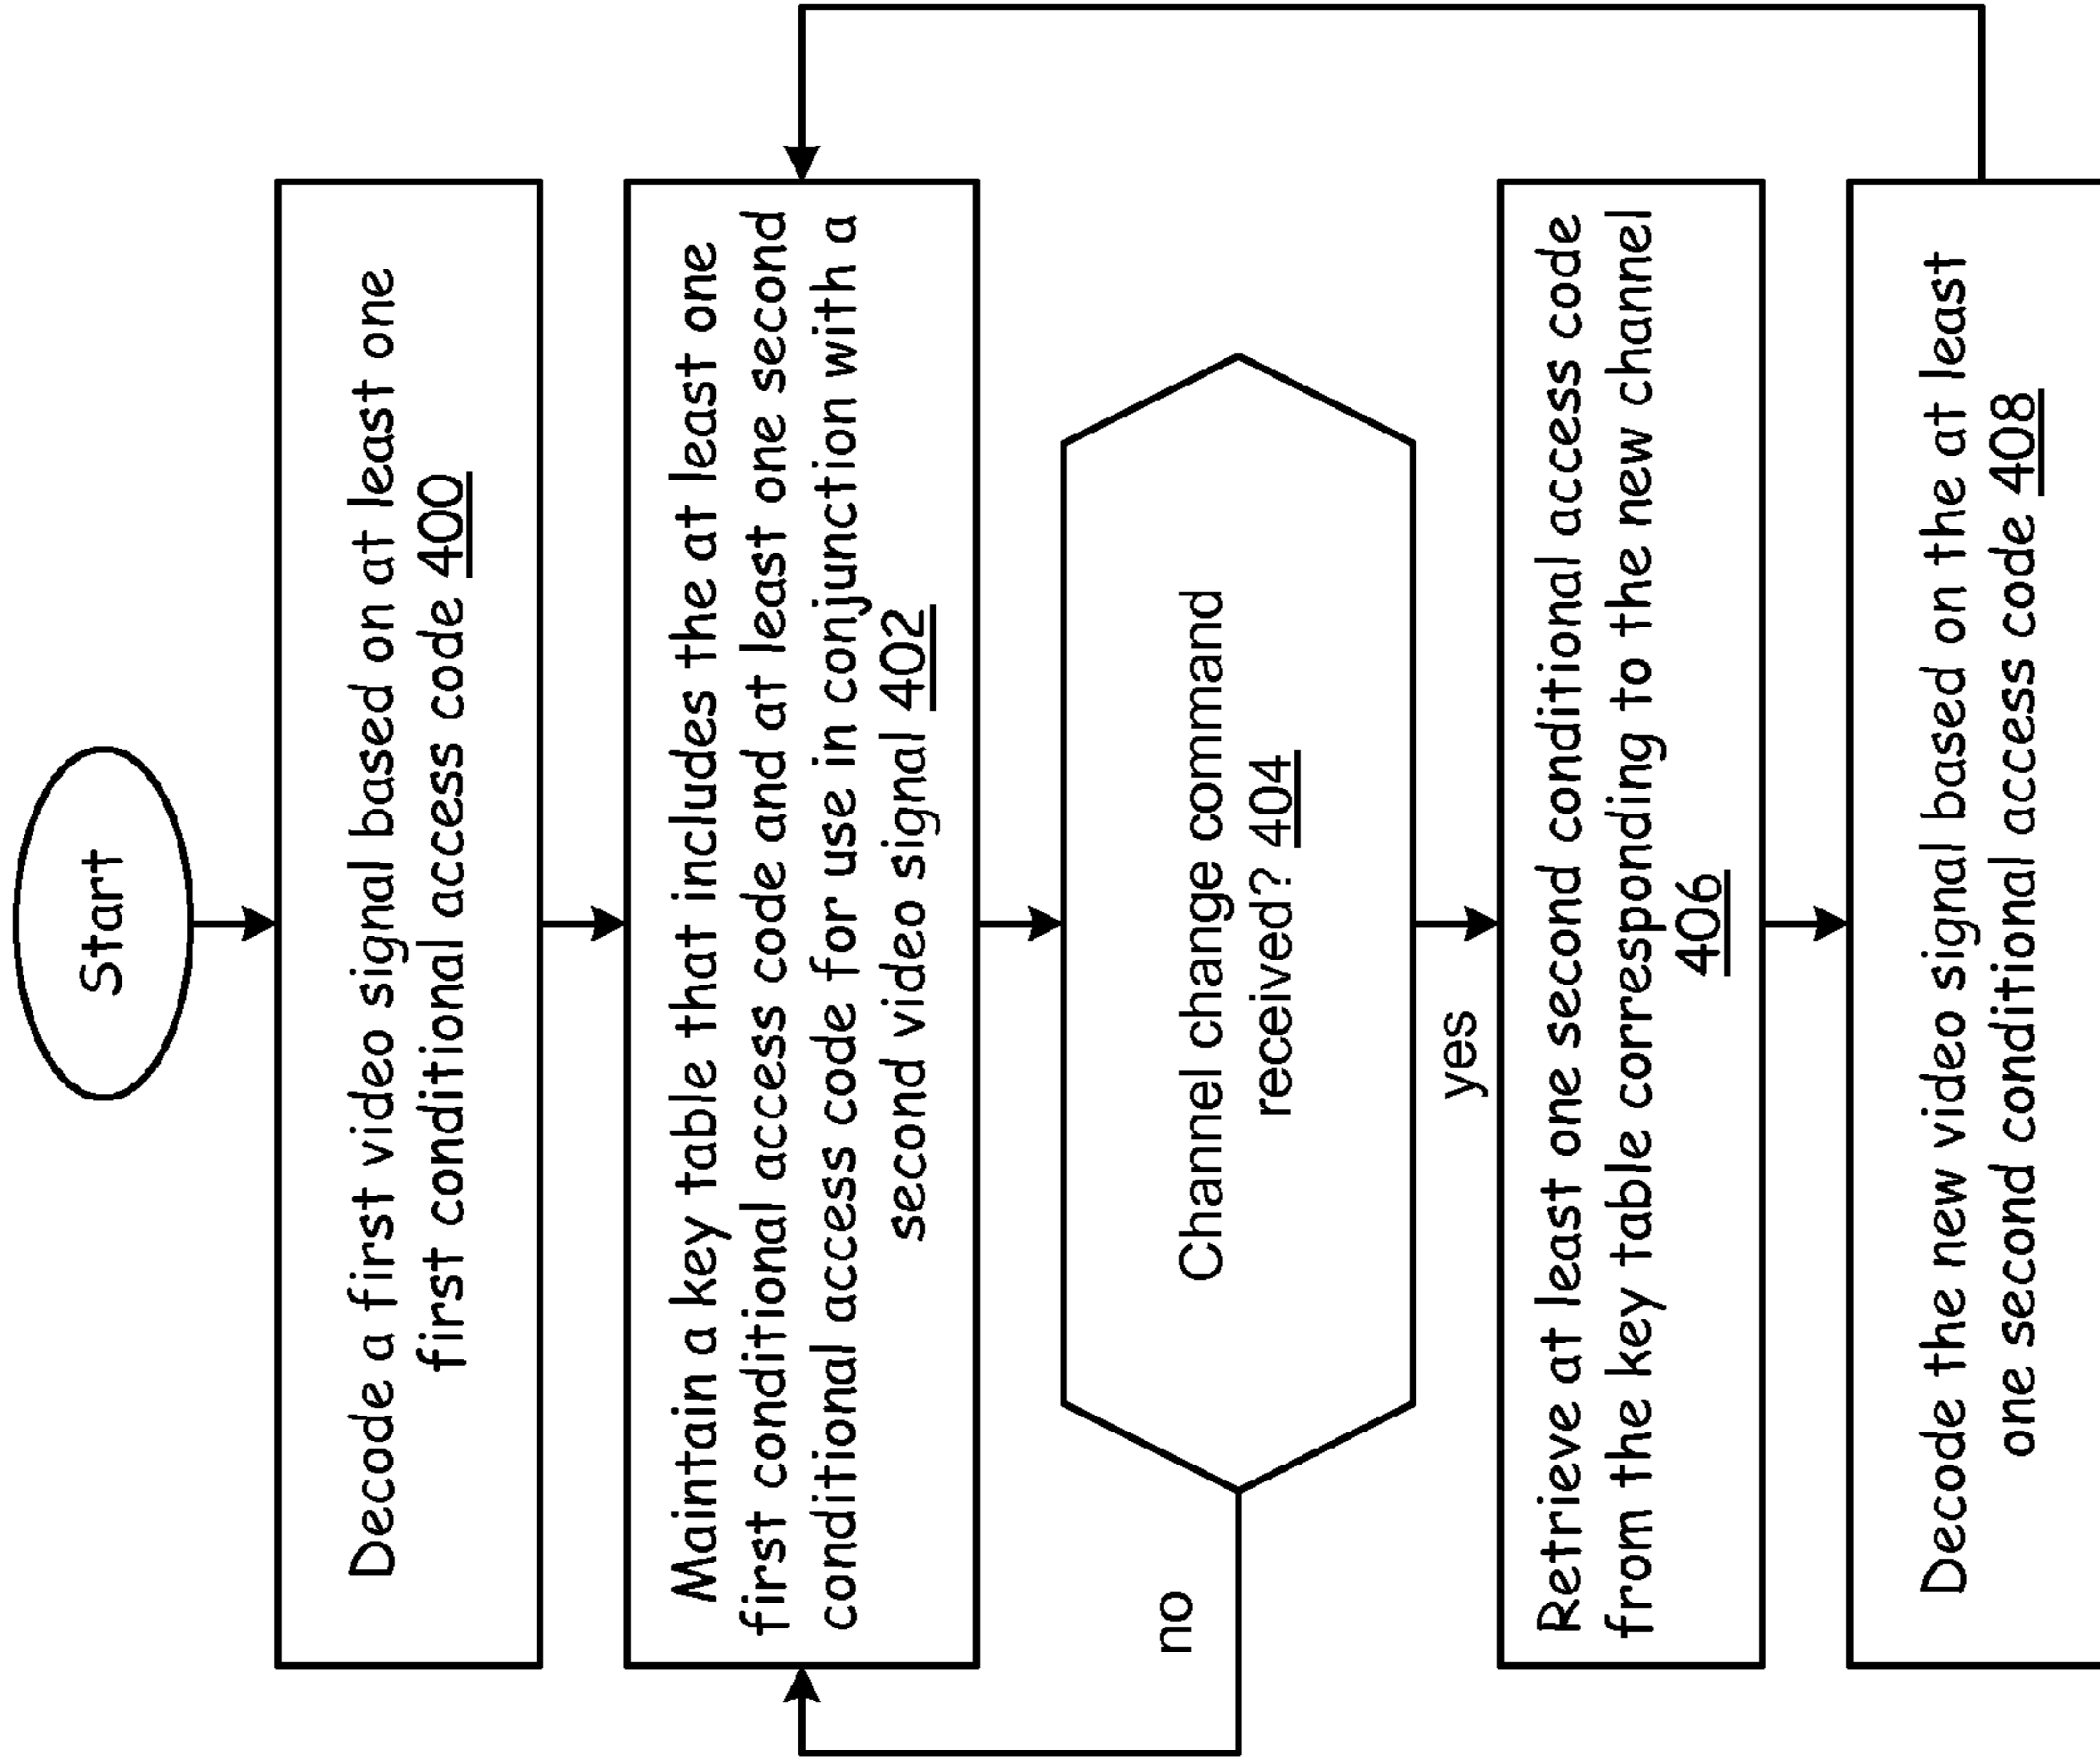 Start
Decode a first video signal based on at least one
first conditional access code 400
Maintain a key table that includes the at least one
first conditional access code and at least one second
conditional access code for use in conjunction with a
second video signal 402
Channel change command
received? 404
no
yes
Retrieve at least one second conditional access code
from the key table corresponding to the new channel
406
Decode the new video signal based on the at least
one second conditional access code 408